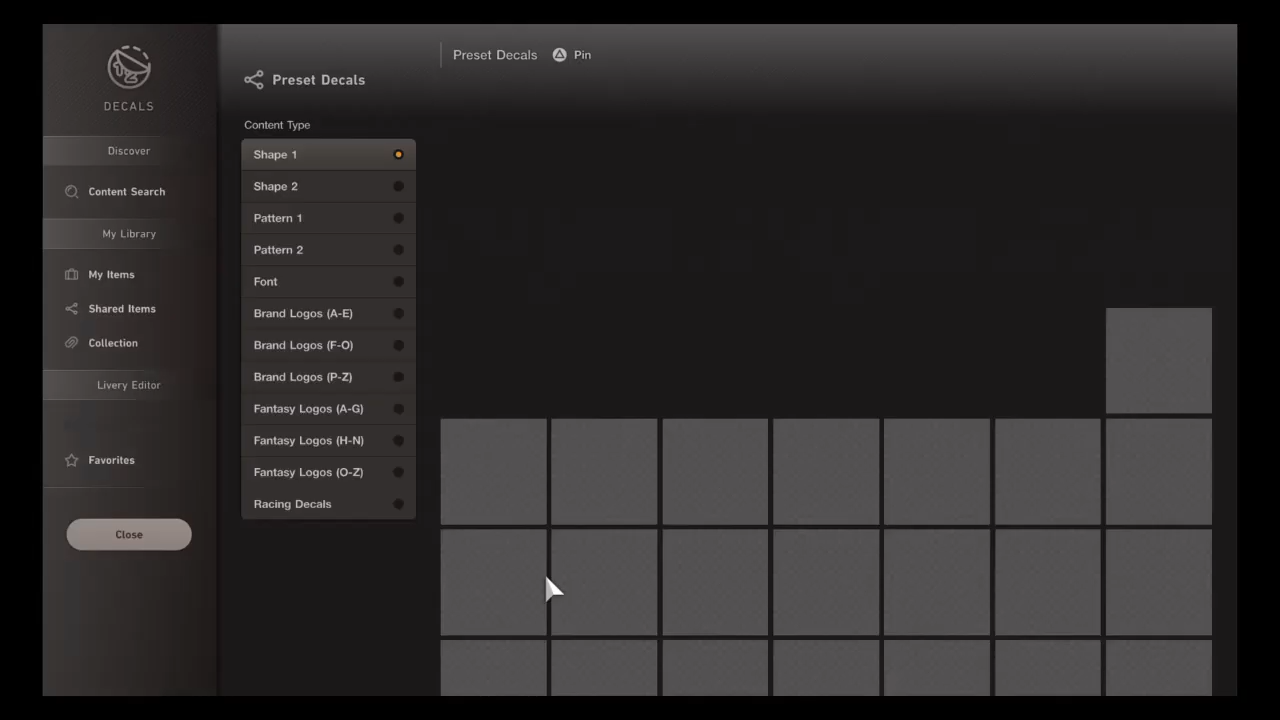 DECALS
Discover
Content Search
My Library
My Items
Shared Items
Collection
Livery Editor
Favorites
Close
Preset Decals
Content Type
Shape 1
Shape 2
Pattern 1
Pattern 2
Font
Brand Logos (A-E)
Brand Logos (F-O)
Brand Logos (P-Z)
Fantasy Logos (A-G)
Fantasy Logos (H-N)
Fantasy Logos (O-Z)
Racing Decals
Preset Decals Pin